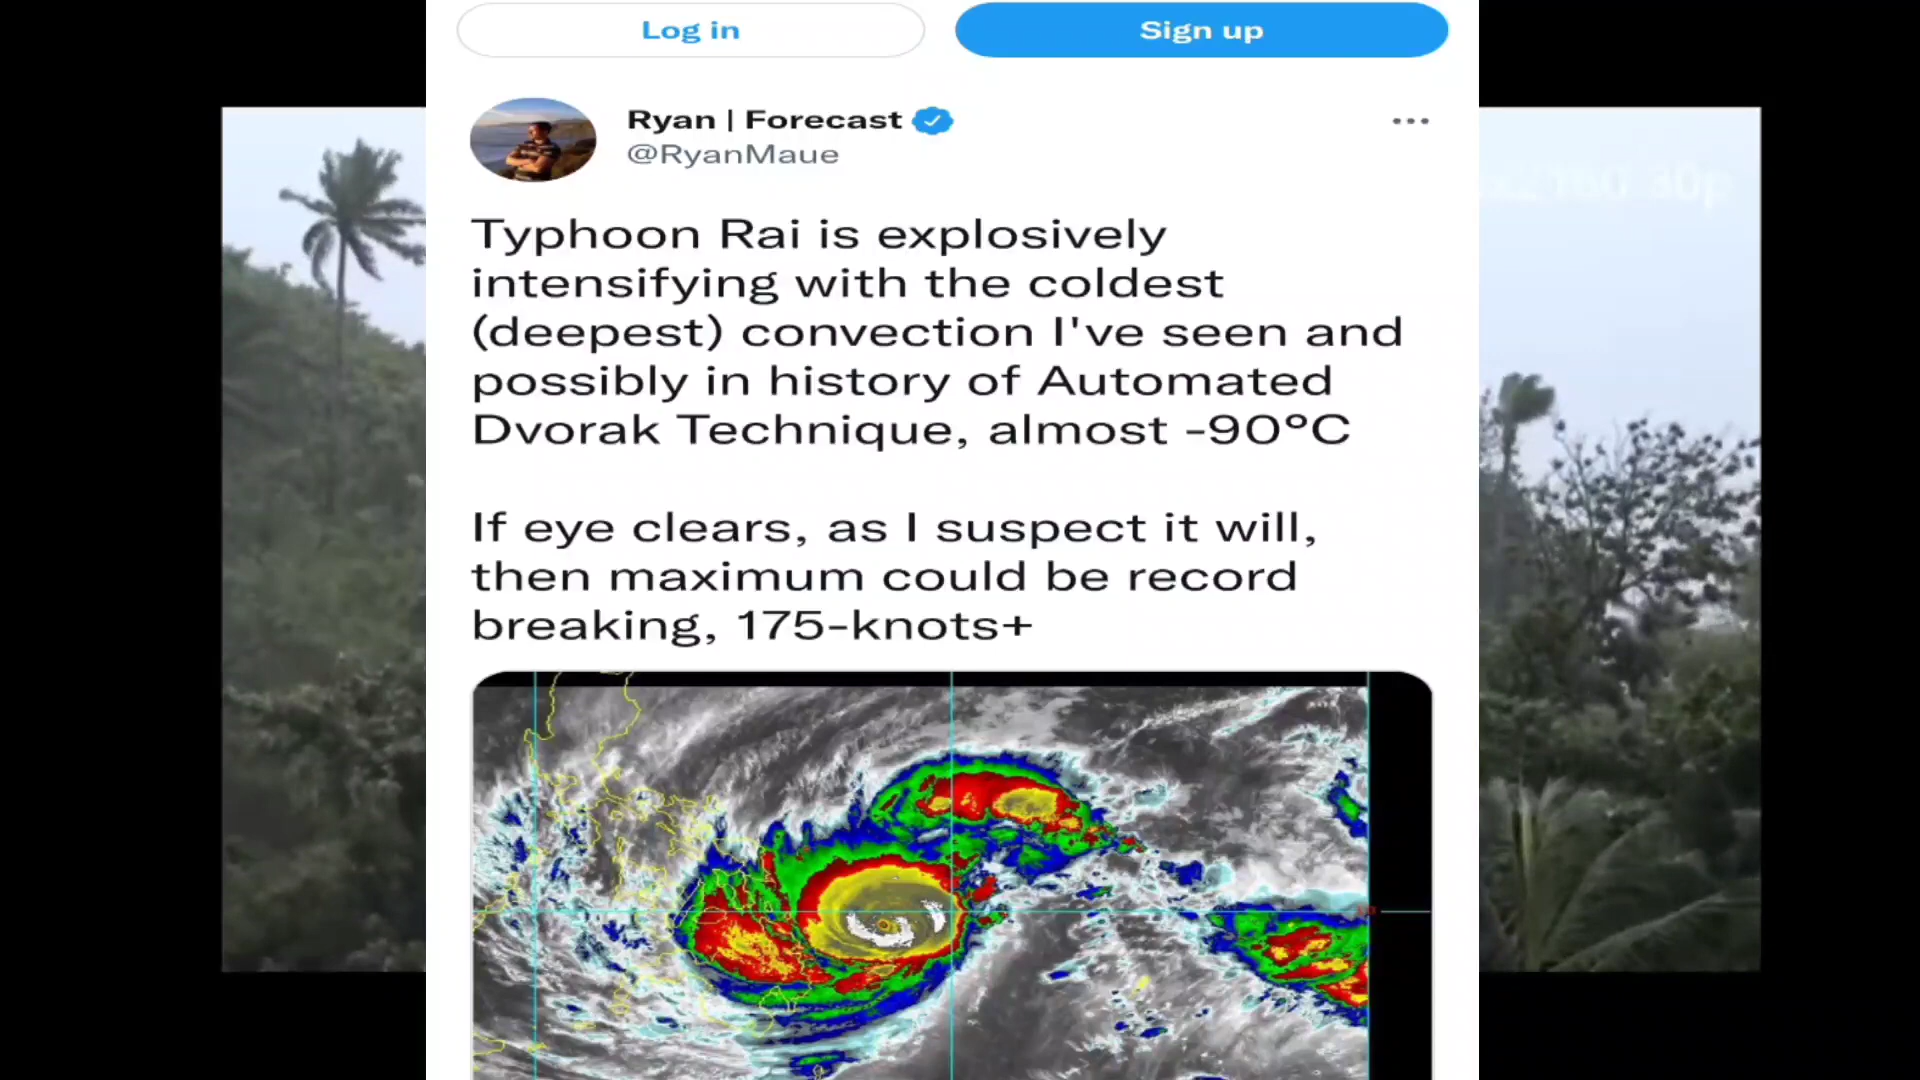 Log in
Sign up
Ryan | Forecast
@RyanMaue
Typhoon Rai is explosively
intensifying with the coldest
(deepest) convection I've seen and
possibly in history of Automated
Dvorak Technique, almost -90°C
If eye clears, as I suspect it will,
then maximum could be record
breaking, 175-knots+